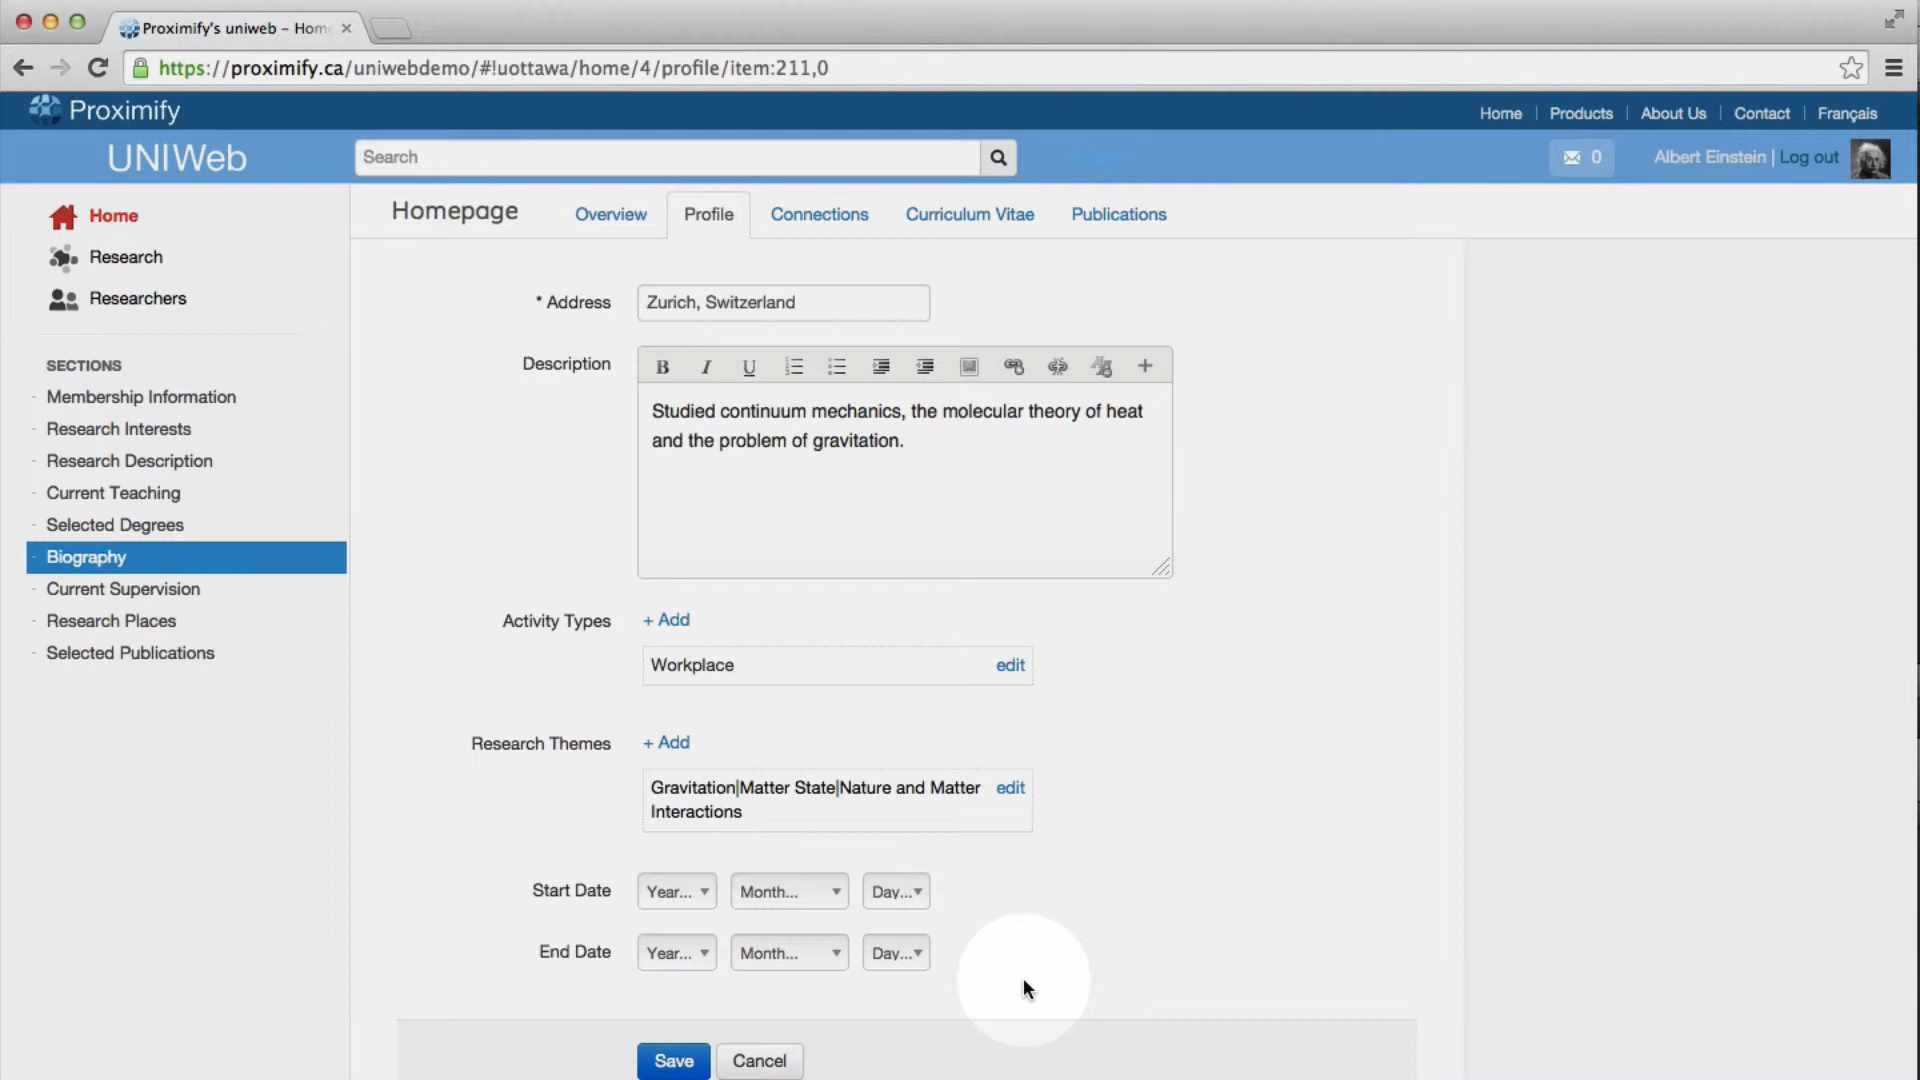 Proximify's uniweb – Hom
https://proximify.ca/uniwebdemo/#!uottawa/home/4/profile/item:211,0
Proximify
Home
Products
About Us
Contact
Français
UNIWeb
Search
0
Albert Einstein | Log out
Home
Research
Researchers
Homepage
Overview
Profile
Connections
Curriculum Vitae
Publications
SECTIONS
- Membership Information
- Research Interests
- Research Description
- Current Teaching
- Selected Degrees
- Biography
- Current Supervision
- Research Places
- Selected Publications
* Address
Zurich, Switzerland
Description
B I U
Studied continuum mechanics, the molecular theory of heat
and the problem of gravitation.
Activity Types
+ Add
Workplace
edit
Research Themes
+ Add
Gravitation|Matter State|Nature and Matter
Interactions
edit
Start Date
Year...
Month...
Day...
End Date
Year...
Month...
Day...
Save
Cancel